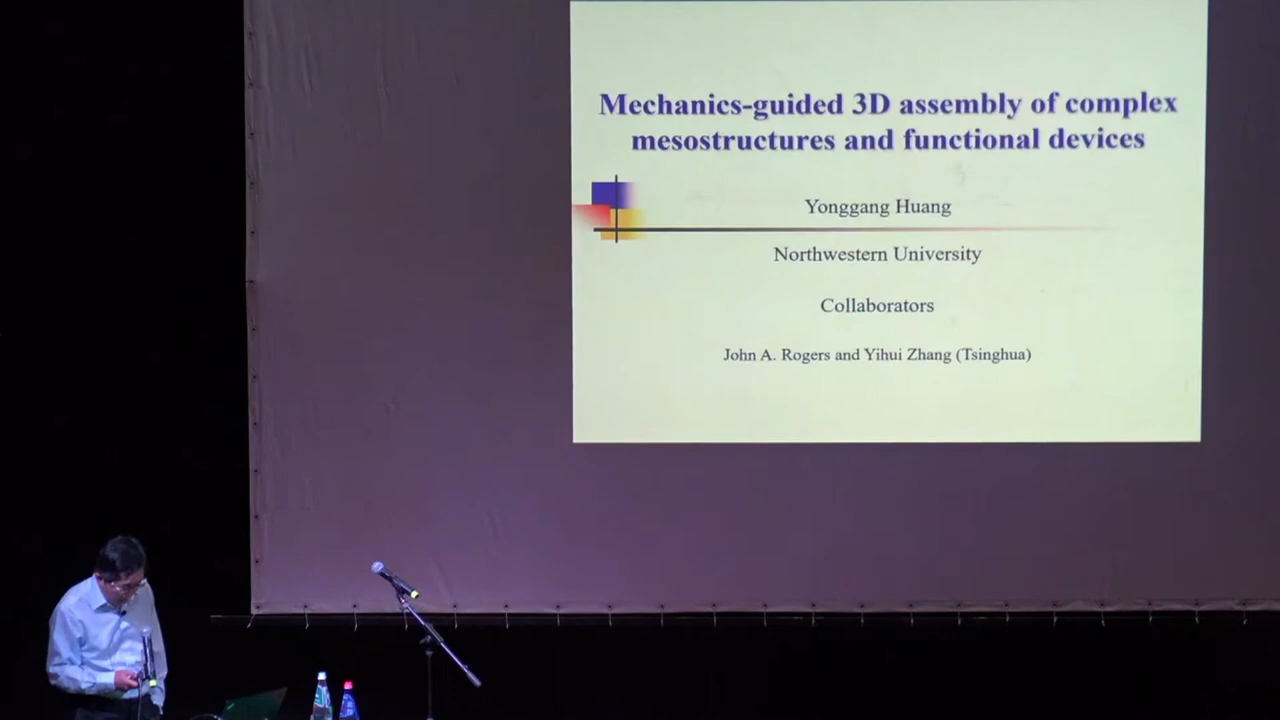 Mechanics-guided 3D assembly of complex
mesostructures and functional devices
Yonggang Huang
Northwestern University
Collaborators
John A. Rogers and Yihui Zhang (Tsinghua)